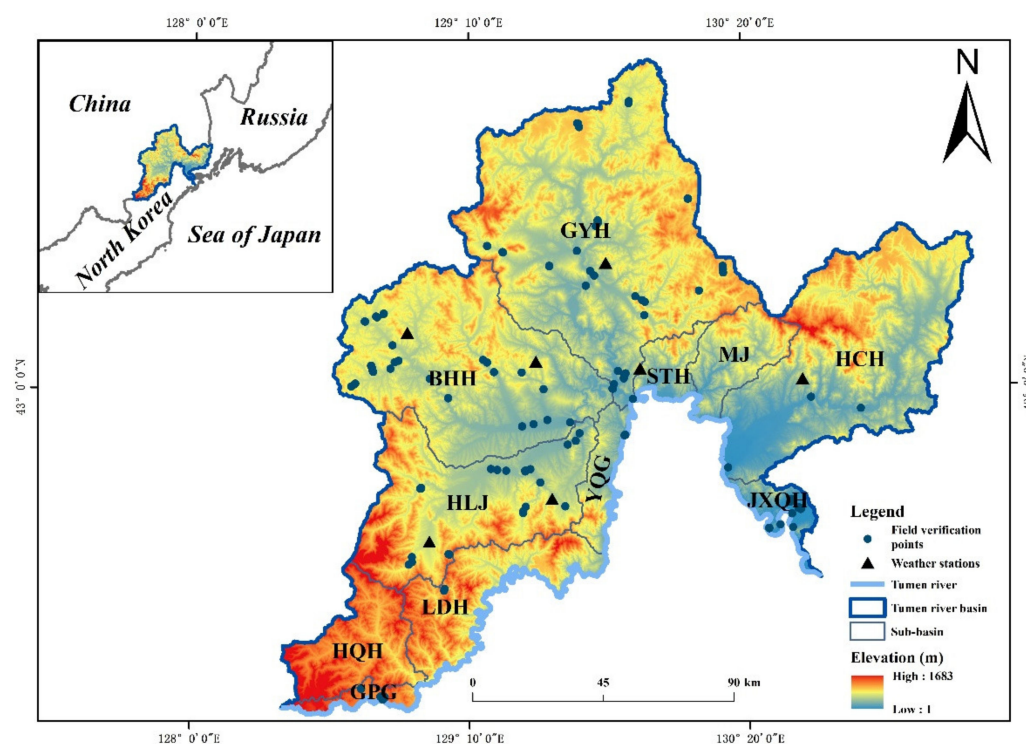 128° 0′0″E
129° 10′0″E
130° 20′0″E
China
Russia
North Korea
Sea of Japan
N
GYH
MJ
HCH
STH
BHH
43° 0′0″N
YQG
HLJ
JXQH
LDH
HQH
GPG
Legend
Field verification
points
Weather stations
Tumen river
Tumen river basin
Sub-basin
Elevation (m)
High : 1683
Low : 1
0 45 90 km
128° 0′0″E
129° 10′0″E
130° 20′0″E